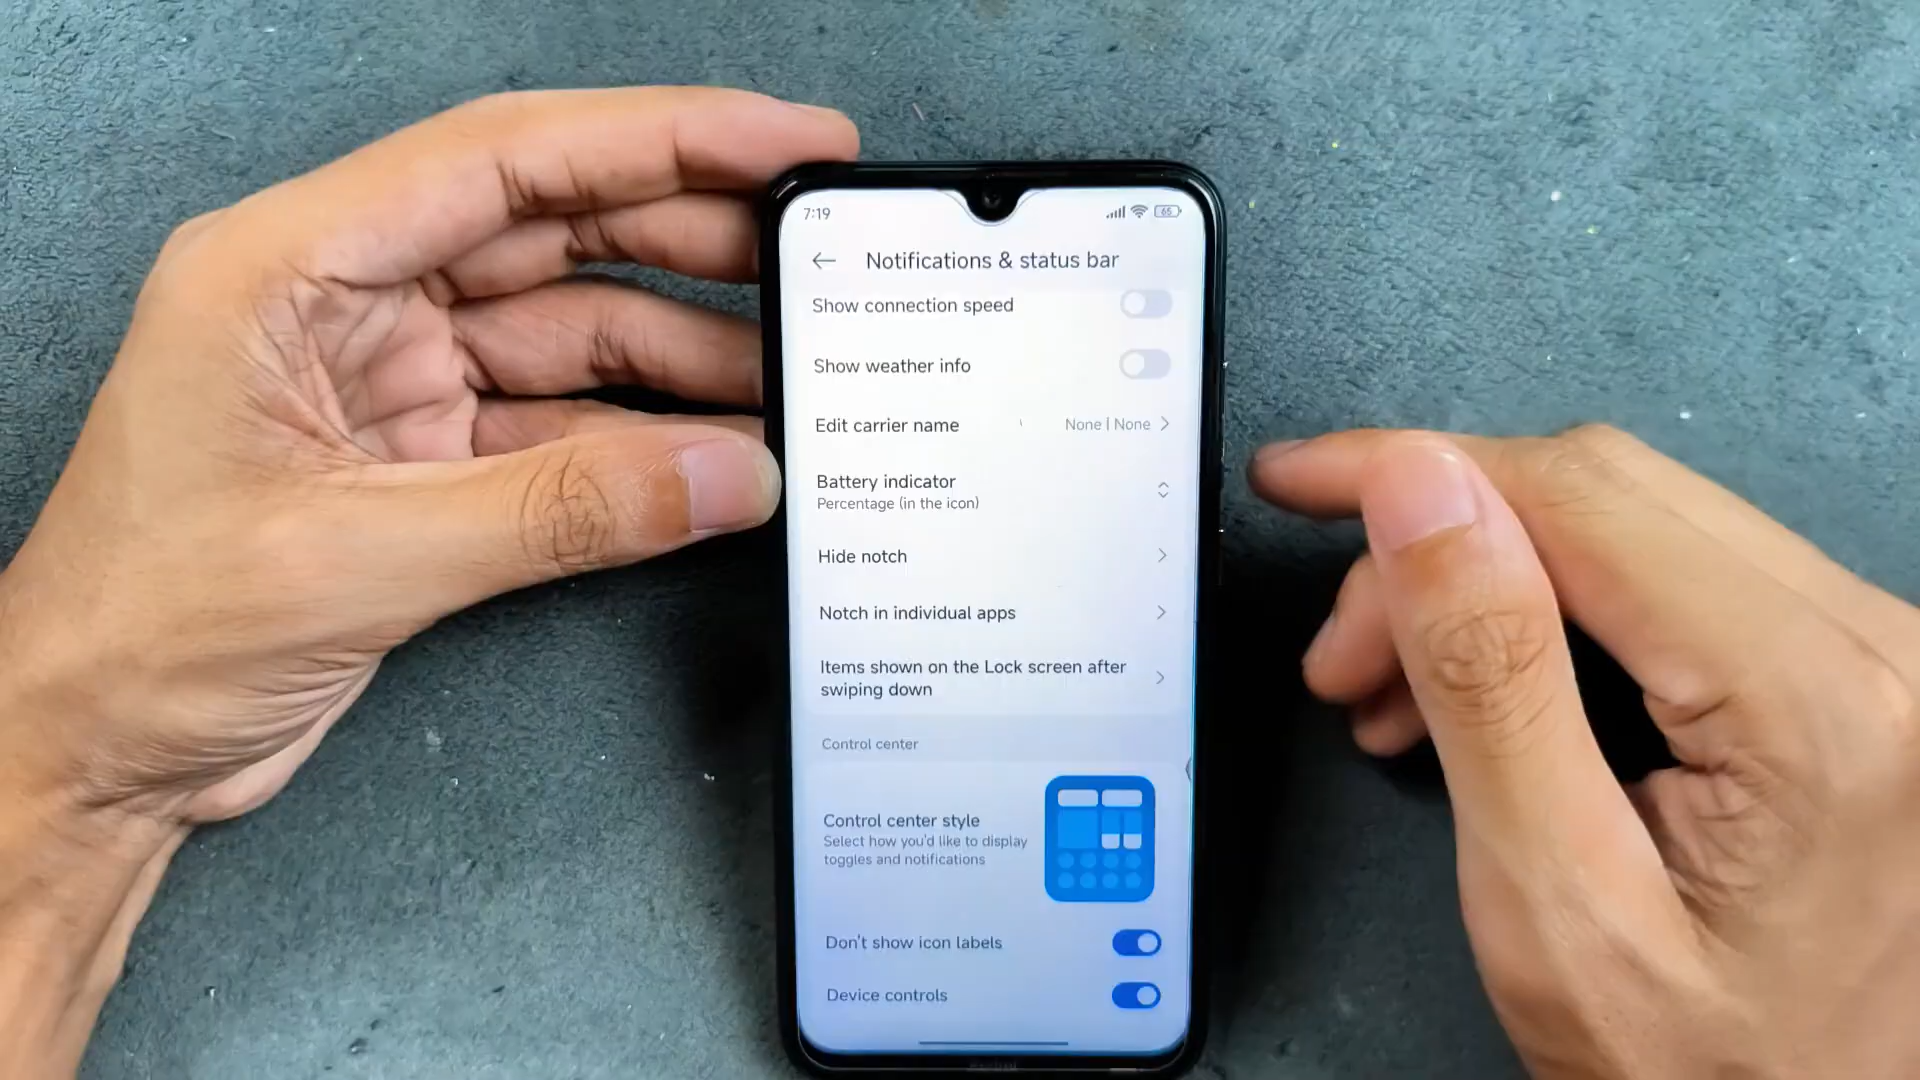 7:19
65
Notifications & status bar
Show connection speed
Show weather info
Edit carrier name
None | None
Battery indicator
Percentage (in the icon)
Hide notch
Notch in individual apps
Items shown on the Lock screen after
swiping down
Control center
Control center style
Select how you'd like to display
toggles and notifications
Don't show icon labels
Device controls